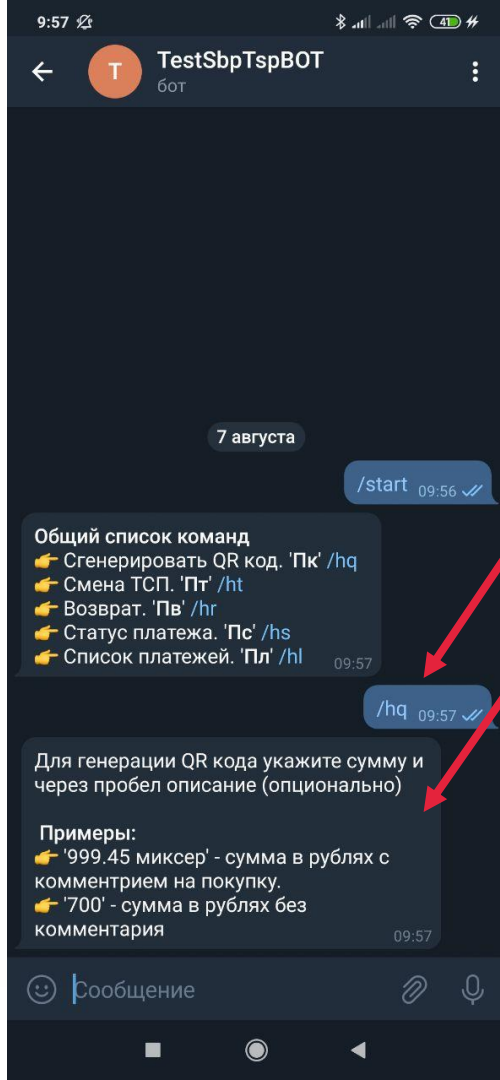 9:57
41
T
TestSbpTspBOT
бот
7 августа
/start 09:56
Общий список команд
👉 Сгенерировать QR код. 'Пк' /hq
👉 Смена ТСП. 'Пт' /ht
👉 Возврат. 'Пв' /hr
👉 Статус платежа. 'Пс' /hs
👉 Список платежей. 'Пл' /hl 09:57
/hq 09:57
Для генерации QR кода укажите сумму и
через пробел описание (опционально)
Примеры:
👉 '999.45 миксер' - сумма в рублях с
комментрием на покупку.
👉 '700' - сумма в рублях без
комментария 09:57
Сообщение